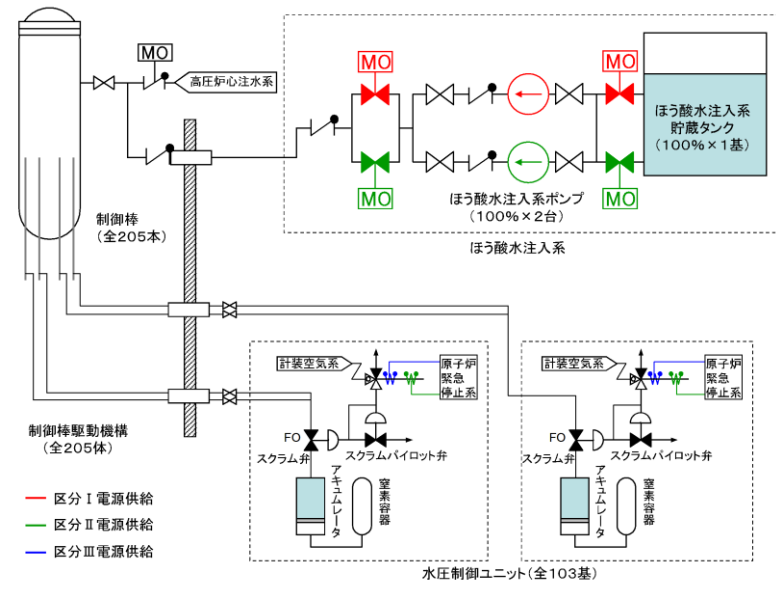 MO
高圧炉心注水系
MO
MO
MO
MO
ほう酸水注入系
貯蔵タンク
(100%×1基)
ほう酸水注入系ポンプ
(100%×2台)
ほう酸水注入系
制御棒
(全205本)
制御棒駆動機構
(全205体)
計装空気系
原子炉
緊急
停止系
FO
スクラム弁
スクラムパイロット弁
アキュムレータ
窒素容器
計装空気系
原子炉
緊急
停止系
FO
スクラム弁
スクラムパイロット弁
アキュムレータ
窒素容器
水圧制御ユニット(全103基)
区分Ⅰ電源供給
区分Ⅱ電源供給
区分Ⅲ電源供給